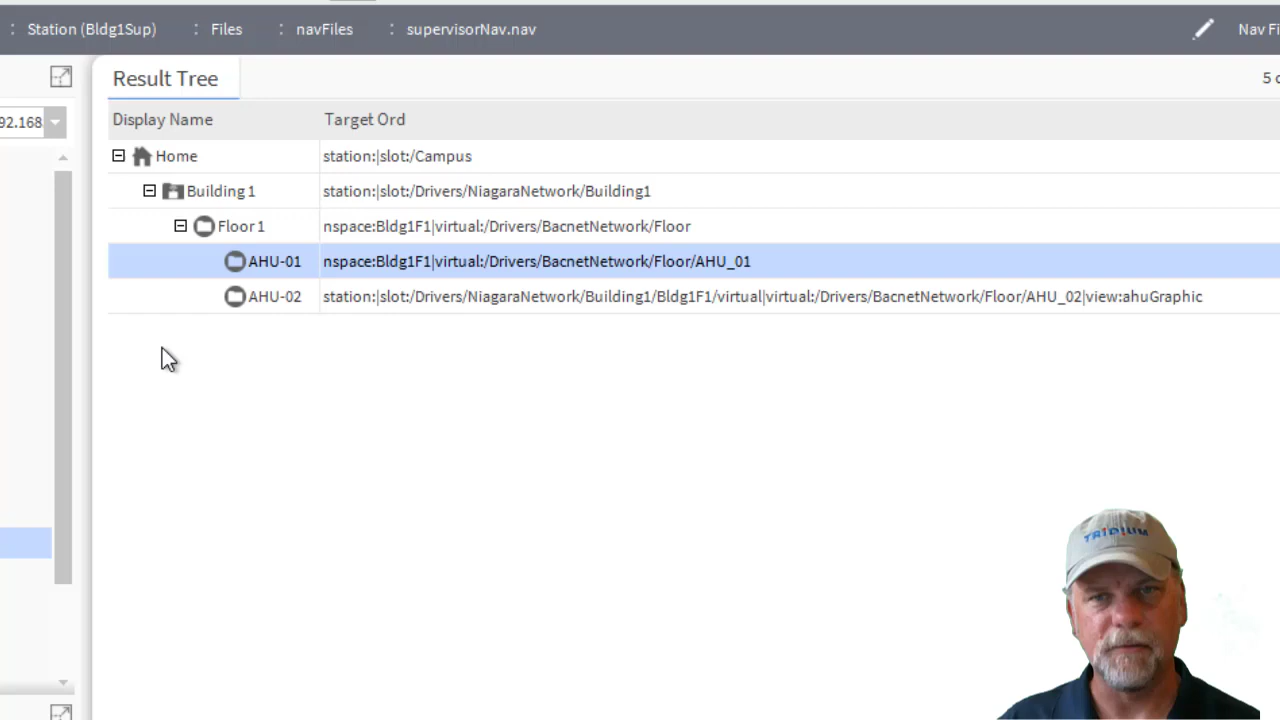 : Station (Bldg1Sup) : Files : navFiles : supervisorNav.nav Nav Fi
Result Tree 5 o
92.168
Display Name Target Ord
Home station:|slot:/Campus
Building 1 station:|slot:/Drivers/NiagaraNetwork/Building1
Floor 1 nspace:Bldg1F1|virtual:/Drivers/BacnetNetwork/Floor
AHU-01 nspace:Bldg1F1|virtual:/Drivers/BacnetNetwork/Floor/AHU_01
AHU-02 station:|slot:/Drivers/NiagaraNetwork/Building1/Bldg1F1/virtual|virtual:/Drivers/BacnetNetwork/Floor/AHU_02|view:ahuGraphic
TRIDIUM